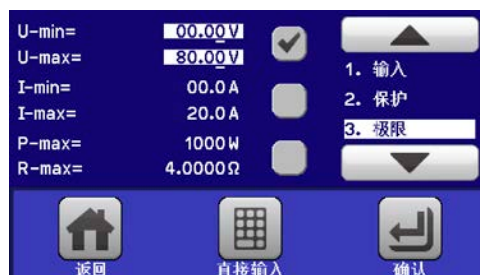 U-min= 00.00V
U-max= 80.00V
I-min= 00.0A
I-max= 20.0A
P-max= 1000W
R-max= 4.0000Ω
1. 输入
2. 保护
3. 极限
返回
直接输入
确认